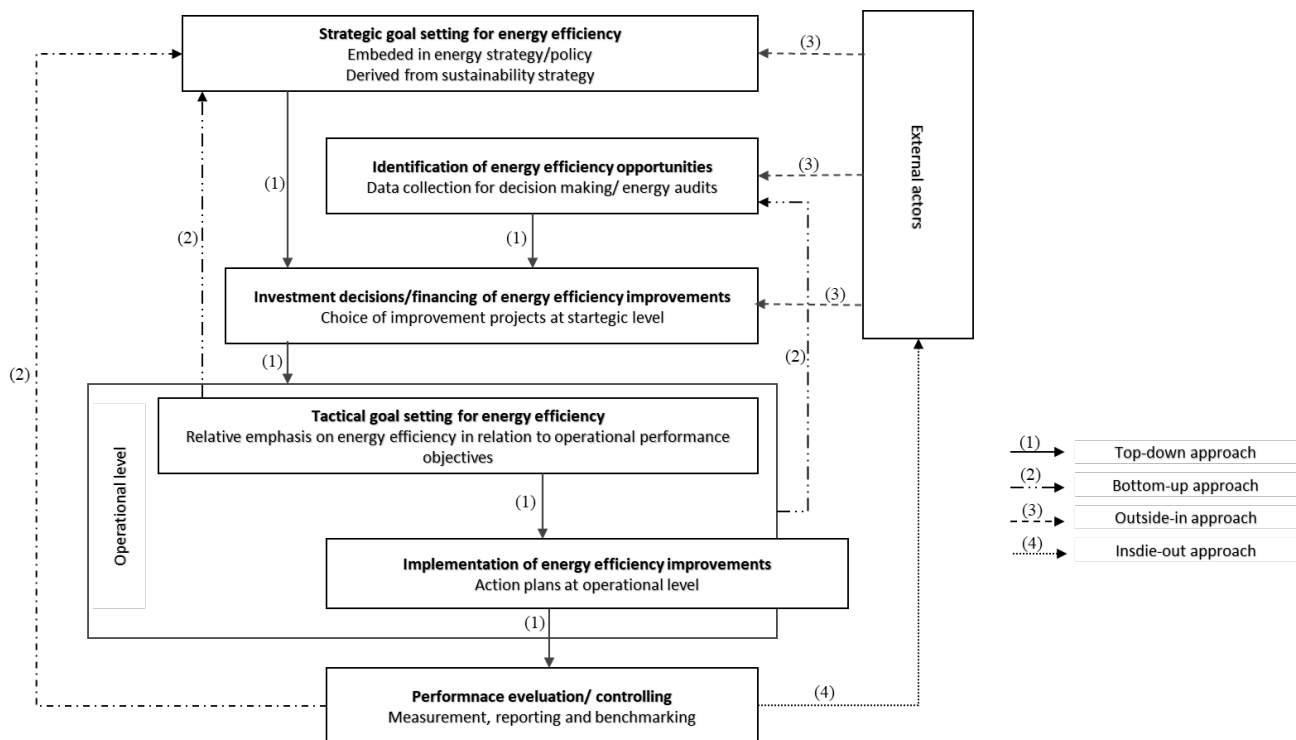 Strategic goal setting for energy efficiency
Embeded in energy strategy/policy
Derived from sustainability strategy
(3)
External actors
(1)
Identification of energy efficiency opportunities
Data collection for decision making/ energy audits
(3)
(2)
(1)
Investment decisions/financing of energy efficiency improvements
Choice of improvement projects at startegic level
(3)
(2)
(1)
(2)
Operational level
Tactical goal setting for energy efficiency
Relative emphasis on energy efficiency in relation to operational performance
objectives
(1)
Implementation of energy efficiency improvements
Action plans at operational level
(1)
Performnace evaluation/ controlling
Measurement, reporting and benchmarking
(4)
(1) Top-down approach
(2) Bottom-up approach
(3) Outside-in approach
(4) Insdie-out approach